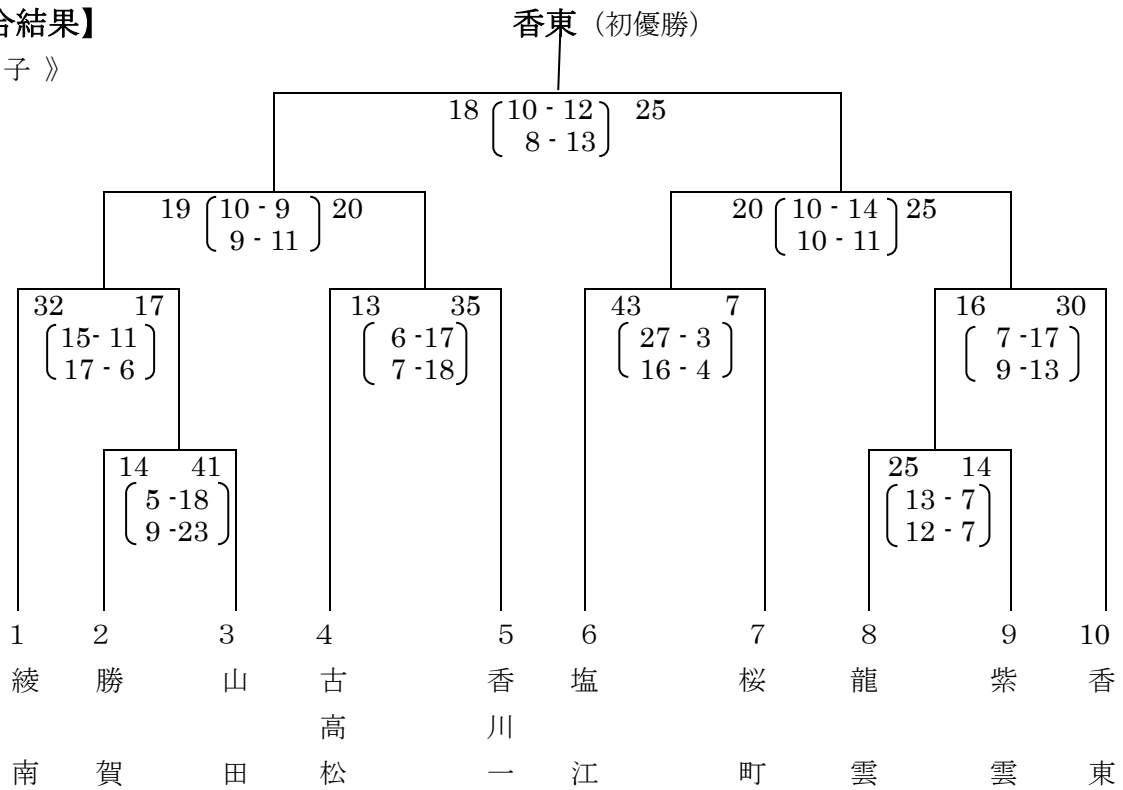 合結果】
香東（初優勝）
子 》
18 10 - 12 25
8 - 13
19 10 - 9 20
9 - 11
20 10 - 14 25
10 - 11
32 17
15- 11
17 - 6
13 35
6 -17
7 -18
43 7
27 - 3
16 - 4
16 30
7 -17
9 -13
14 41
5 -18
9 -23
25 14
13 - 7
12 - 7
1 2 3 4 5 6 7 8 9 10
綾南
勝賀
山田
古高松
香川一
塩江
桜町
龍雲
紫雲
香東